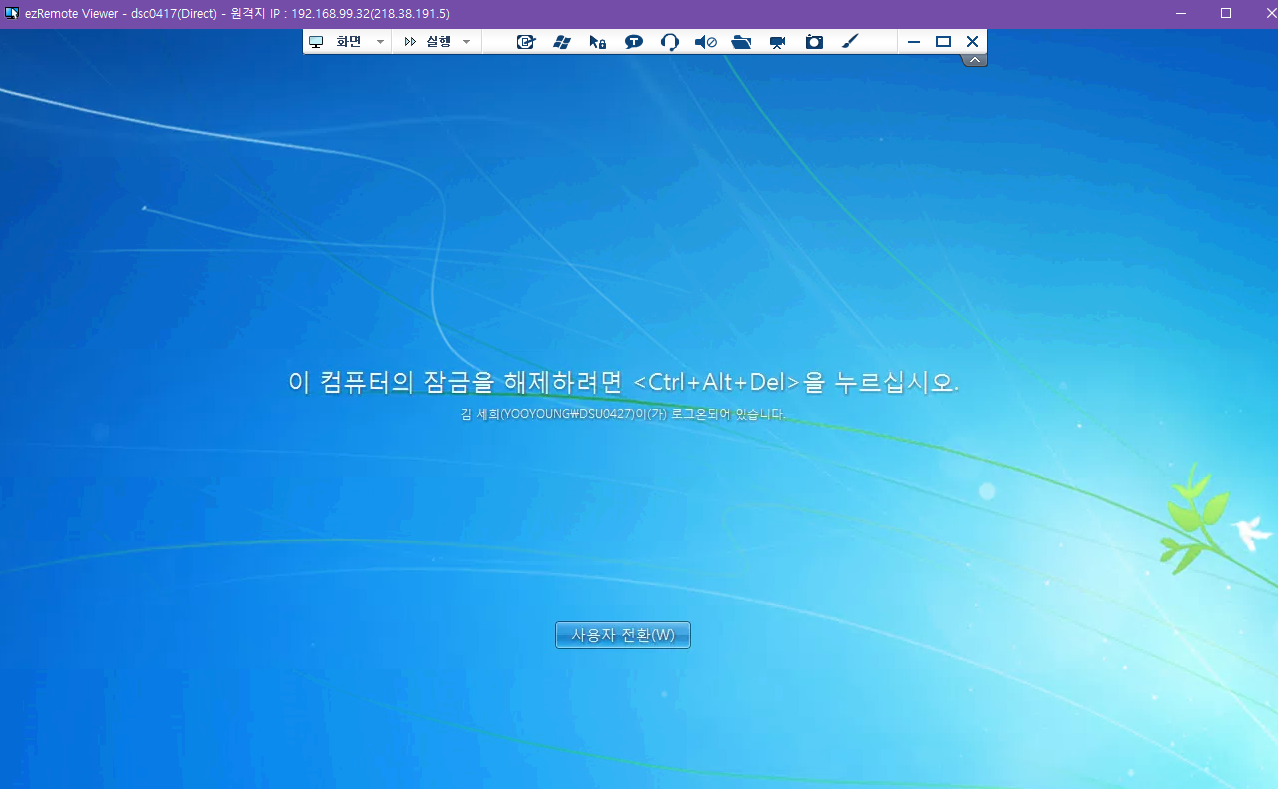 ezRemote Viewer - dsc0417(Direct) - 원격지 IP : 192.168.99.32(218.38.191.5)
화면 실행
이 컴퓨터의 잠금을 해제하려면 <Ctrl+Alt+Del>을 누르십시오.
김 세희(YOOYOUNG₩DSU0427)이(가) 로그온되어 있습니다.
사용자 전환(W)